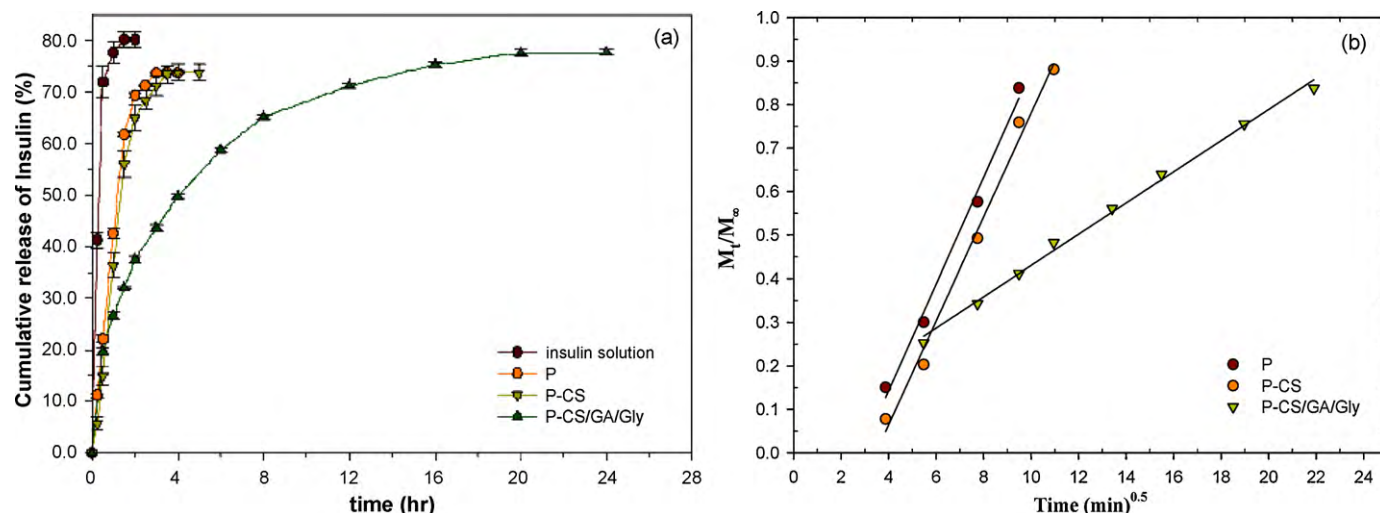 (a)
Cumulative release of Insulin (%)
80.0
70.0
60.0
50.0
40.0
30.0
20.0
10.0
0.0
insulin solution
P
P-CS
P-CS/GA/Gly
0 4 8 12 16 20 24 28
time (hr)
(b)
Mt/M∞
1.0
0.9
0.8
0.7
0.6
0.5
0.4
0.3
0.2
0.1
0.0
P
P-CS
P-CS/GA/Gly
0 2 4 6 8 10 12 14 16 18 20 22 24
Time (min)^0.5